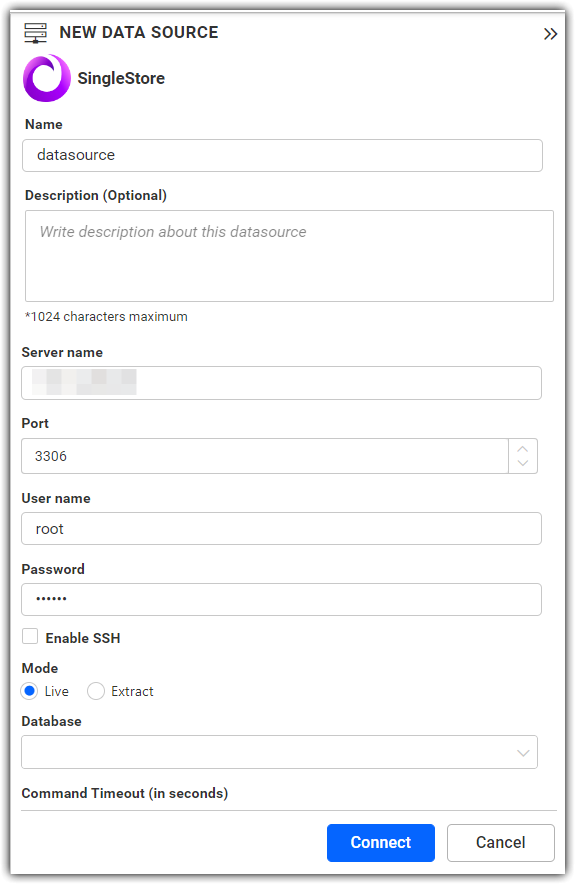 NEW DATA SOURCE
SingleStore
Name
datasource
Description (Optional)
Write description about this datasource
*1024 characters maximum
Server name
Port
3306
User name
root
Password
••••••
Enable SSH
Mode
Live Extract
Database
Command Timeout (in seconds)
Connect Cancel